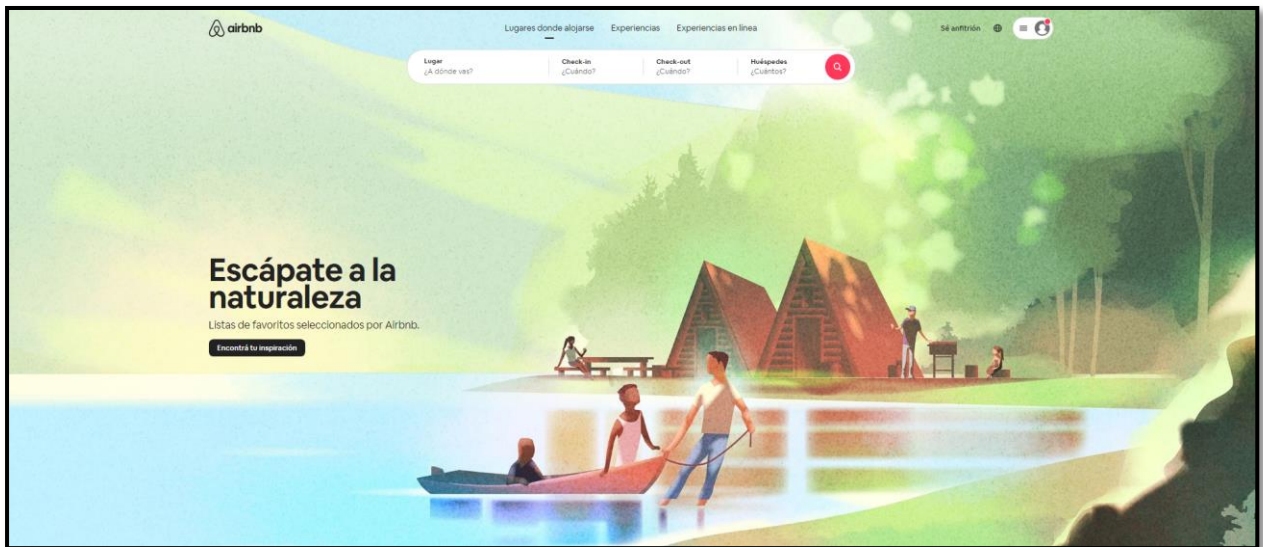 airbnb
Lugares donde alojarse Experiencias Experiencias en línea
Sé anfitrión
Lugar Check-in Check-out Huéspedes
¿A dónde vas? ¿Cuándo? ¿Cuándo? ¿Cuántos?
Escápate a la
naturaleza
Listas de favoritos seleccionados por Airbnb.
Encontrá tu inspiración